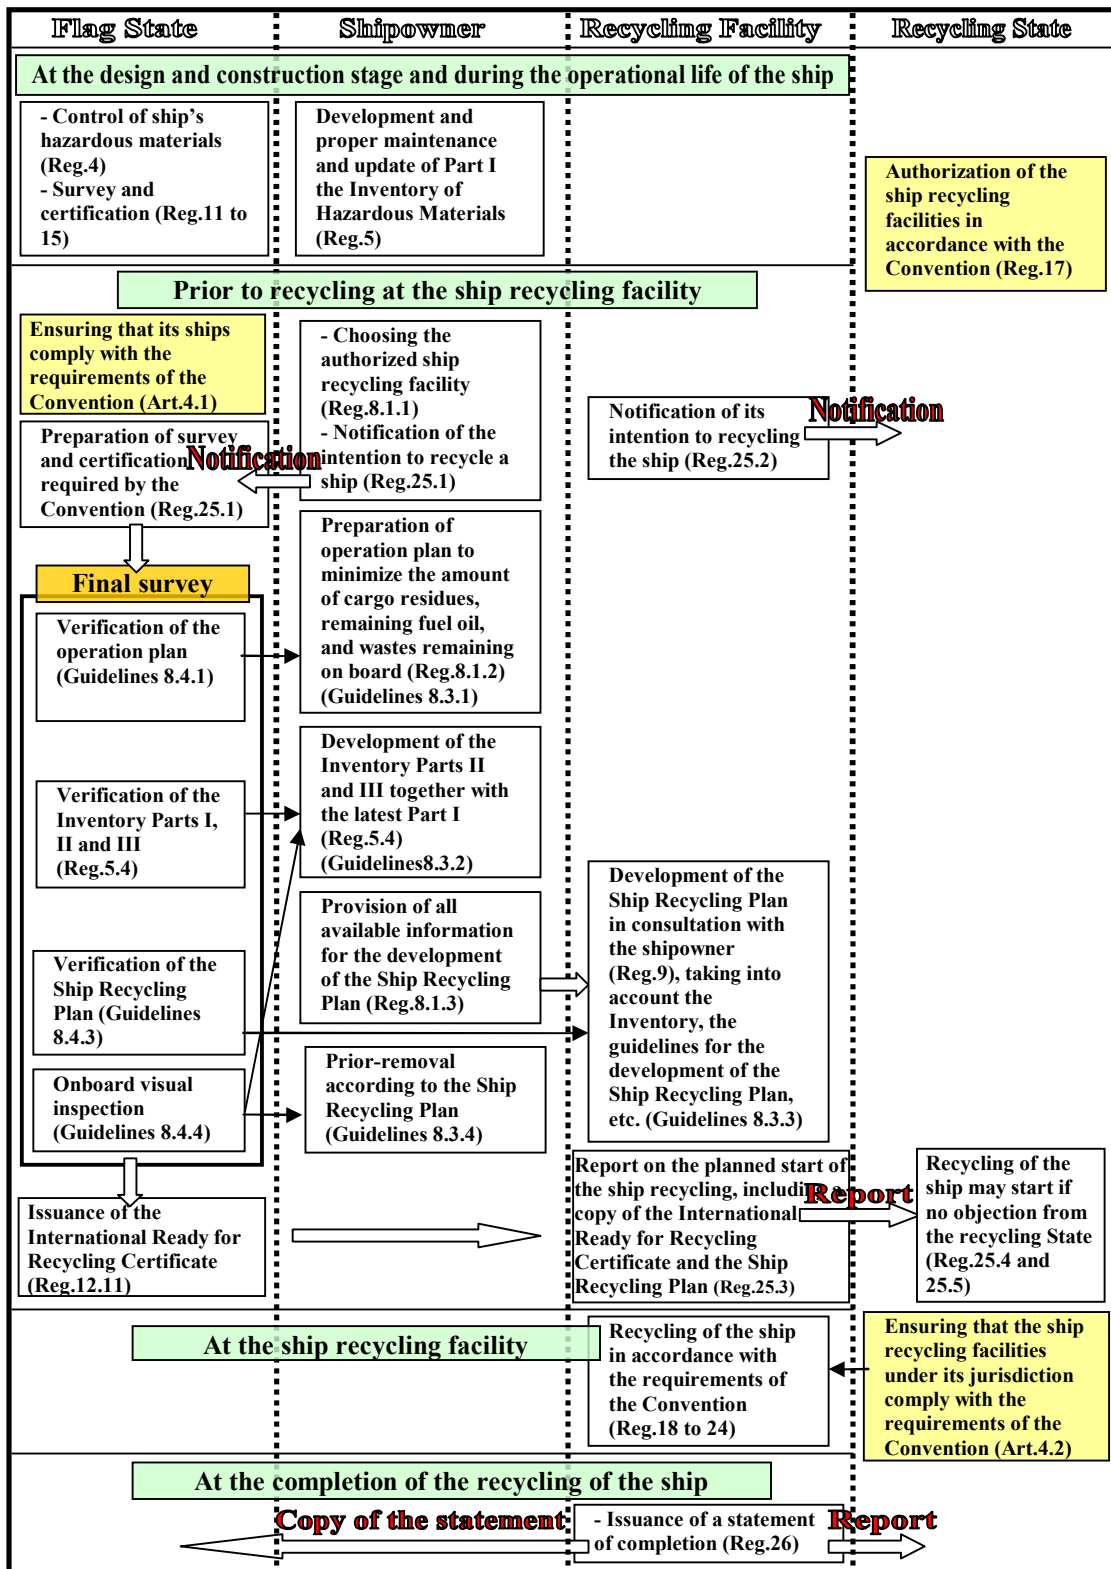 Flag State
Shipowner
Recycling Facility
Recycling State
At the design and construction stage and during the operational life of the ship
- Control of ship's
hazardous materials
(Reg.4)
- Survey and
certification (Reg.11 to
15)
Development and
proper maintenance
and update of Part I
the Inventory of
Hazardous Materials
(Reg.5)
Authorization of the
ship recycling
facilities in
accordance with the
Convention (Reg.17)
Prior to recycling at the ship recycling facility
Ensuring that its ships
comply with the
requirements of the
Convention (Art.4.1)
- Choosing the
authorized ship
recycling facility
(Reg.8.1.1)
- Notification of the
intention to recycle a
ship (Reg.25.1)
Notification of its
intention to recycling
the ship (Reg.25.2)
Notification
Preparation of survey
and certification
required by the
Convention (Reg.25.1)
Notification
Preparation of
operation plan to
minimize the amount
of cargo residues,
remaining fuel oil,
and wastes remaining
on board (Reg.8.1.2)
(Guidelines 8.3.1)
Final survey
Verification of the
operation plan
(Guidelines 8.4.1)
Development of the
Inventory Parts II
and III together with
the latest Part I
(Reg.5.4)
(Guidelines8.3.2)
Verification of the
Inventory Parts I,
II and III
(Reg.5.4)
Provision of all
available information
for the development
of the Ship Recycling
Plan (Reg.8.1.3)
Development of the
Ship Recycling Plan
in consultation with
the shipowner
(Reg.9), taking into
account the
Inventory, the
guidelines for the
development of the
Ship Recycling Plan,
etc. (Guidelines 8.3.3)
Verification of the
Ship Recycling
Plan (Guidelines
8.4.3)
Onboard visual
inspection
(Guidelines 8.4.4)
Prior-removal
according to the Ship
Recycling Plan
(Guidelines 8.3.4)
Issuance of the
International Ready for
Recycling Certificate
(Reg.12.11)
Report on the planned start of
the ship recycling, including a
copy of the International
Ready for Recycling
Certificate and the Ship
Recycling Plan (Reg.25.3)
Report
Recycling of the
ship may start if
no objection from
the recycling State
(Reg.25.4 and
25.5)
At the ship recycling facility
Recycling of the ship
in accordance with
the requirements of
the Convention
(Reg.18 to 24)
Ensuring that the ship
recycling facilities
under its jurisdiction
comply with the
requirements of the
Convention (Art.4.2)
At the completion of the recycling of the ship
Copy of the statement
- Issuance of a statement
of completion (Reg.26)
Report